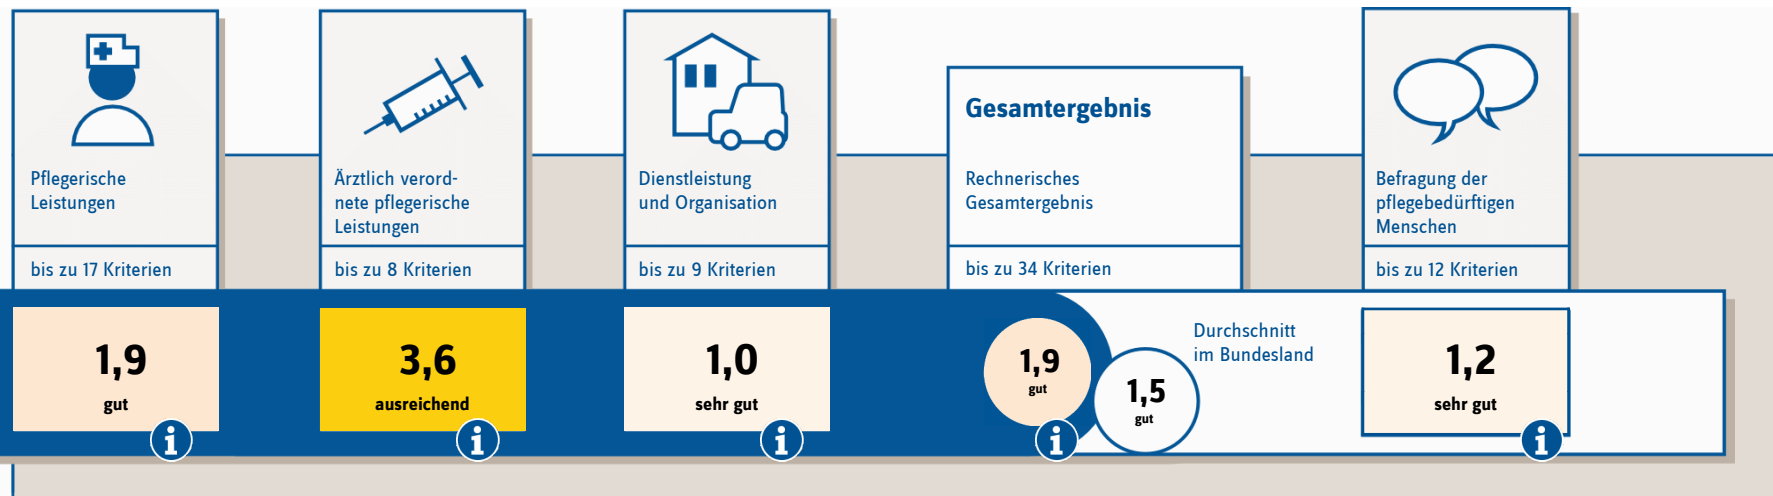 Pflegerische
Leistungen
bis zu 17 Kriterien
1,9
gut
i
Ärztlich verord-
nete pflegerische
Leistungen
bis zu 8 Kriterien
3,6
ausreichend
i
Dienstleistung
und Organisation
bis zu 9 Kriterien
1,0
sehr gut
i
Gesamtergebnis
Rechnerisches
Gesamtergebnis
bis zu 34 Kriterien
1,9
gut
i
Durchschnitt
im Bundesland
1,5
gut
Befragung der
pflegebedürftigen
Menschen
bis zu 12 Kriterien
1,2
sehr gut
i